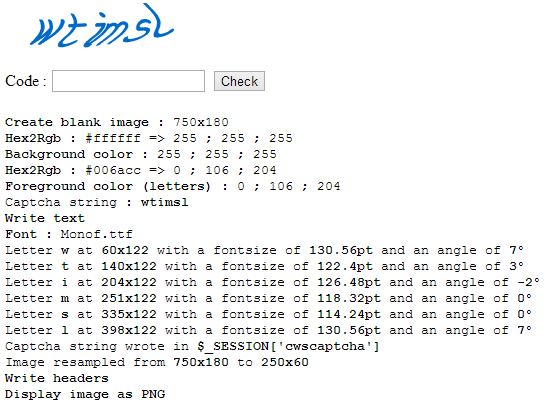 wtimsl
Code : Check
Create blank image : 750x180
Hex2Rgb : #ffffff => 255 ; 255 ; 255
Background color : 255 ; 255 ; 255
Hex2Rgb : #006acc => 0 ; 106 ; 204
Foreground color (letters) : 0 ; 106 ; 204
Captcha string : wtimsl
Write text
Font : Monof.ttf
Letter w at 60x122 with a fontsize of 130.56pt and an angle of 7°
Letter t at 140x122 with a fontsize of 122.4pt and an angle of 3°
Letter i at 204x122 with a fontsize of 126.48pt and an angle of -2°
Letter m at 251x122 with a fontsize of 118.32pt and an angle of 0°
Letter s at 335x122 with a fontsize of 114.24pt and an angle of 0°
Letter l at 398x122 with a fontsize of 130.56pt and an angle of 7°
Captcha string wrote in $_SESSION['cwscaptcha']
Image resampled from 750x180 to 250x60
Write headers
Display image as PNG